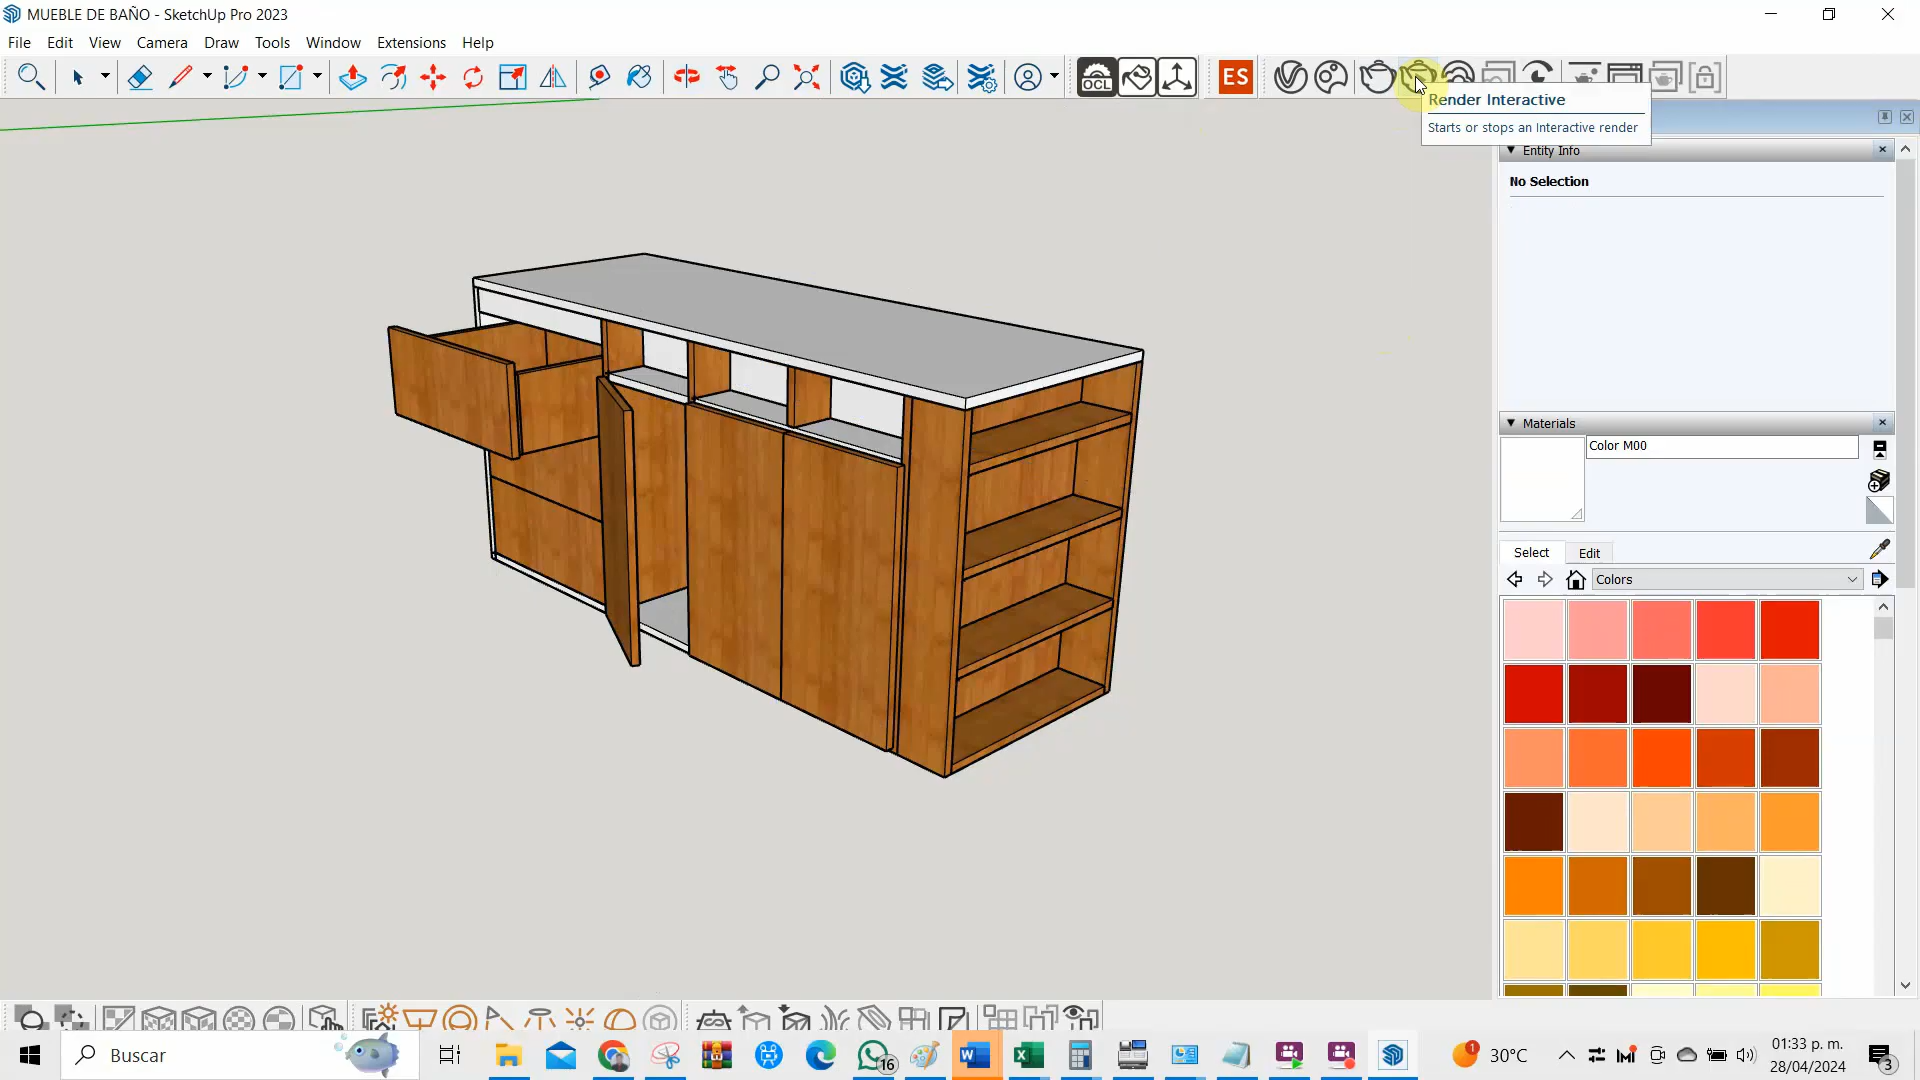 MUEBLE DE BAÑO - SketchUp Pro 2023
File Edit View Camera Draw Tools Window Extensions Help
OCL
ES
Render Interactive
Starts or stops an Interactive render
Entity Info
No Selection
Materials
Color M00
Select Edit
Colors
Buscar
16
W
X
1
30°C
01:33 p. m.
28/04/2024
3